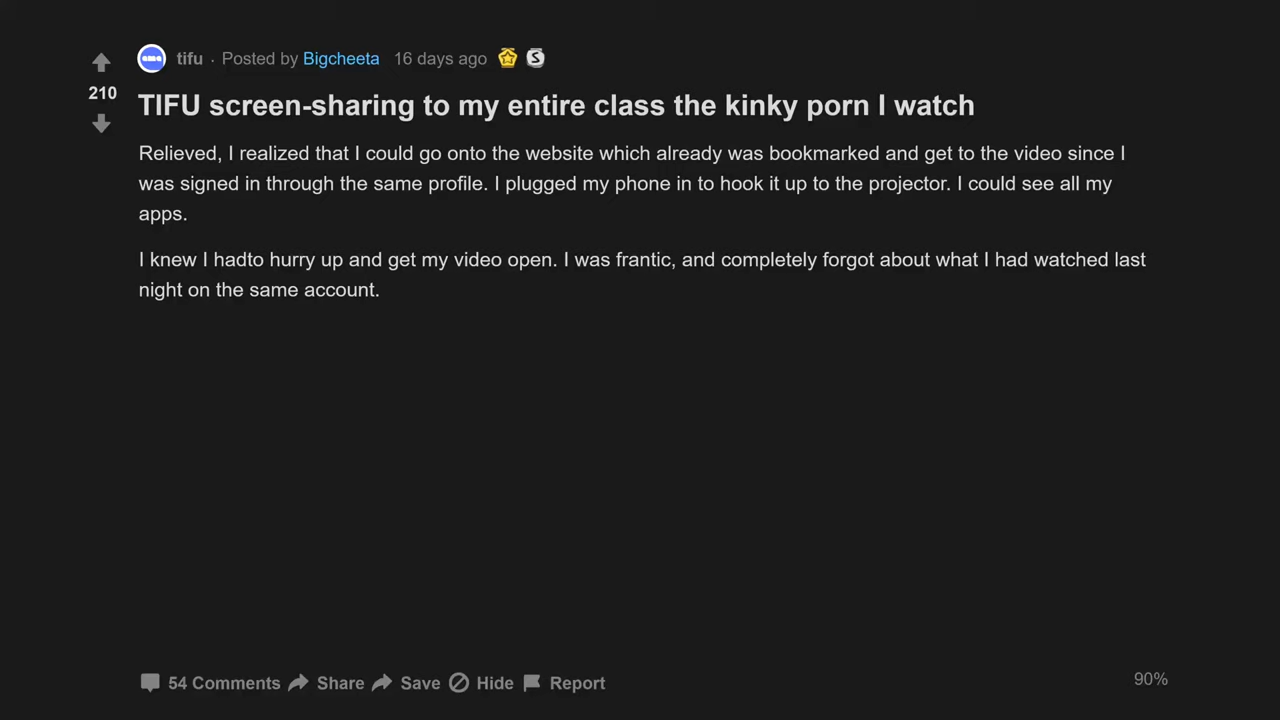 tifu · Posted by Bigcheeta 16 days ago
210
TIFU screen-sharing to my entire class the kinky porn I watch
Relieved, I realized that I could go onto the website which already was bookmarked and get to the video since I
was signed in through the same profile. I plugged my phone in to hook it up to the projector. I could see all my
apps.
I knew I hadto hurry up and get my video open. I was frantic, and completely forgot about what I had watched last
night on the same account.
54 Comments Share Save Hide Report
90%